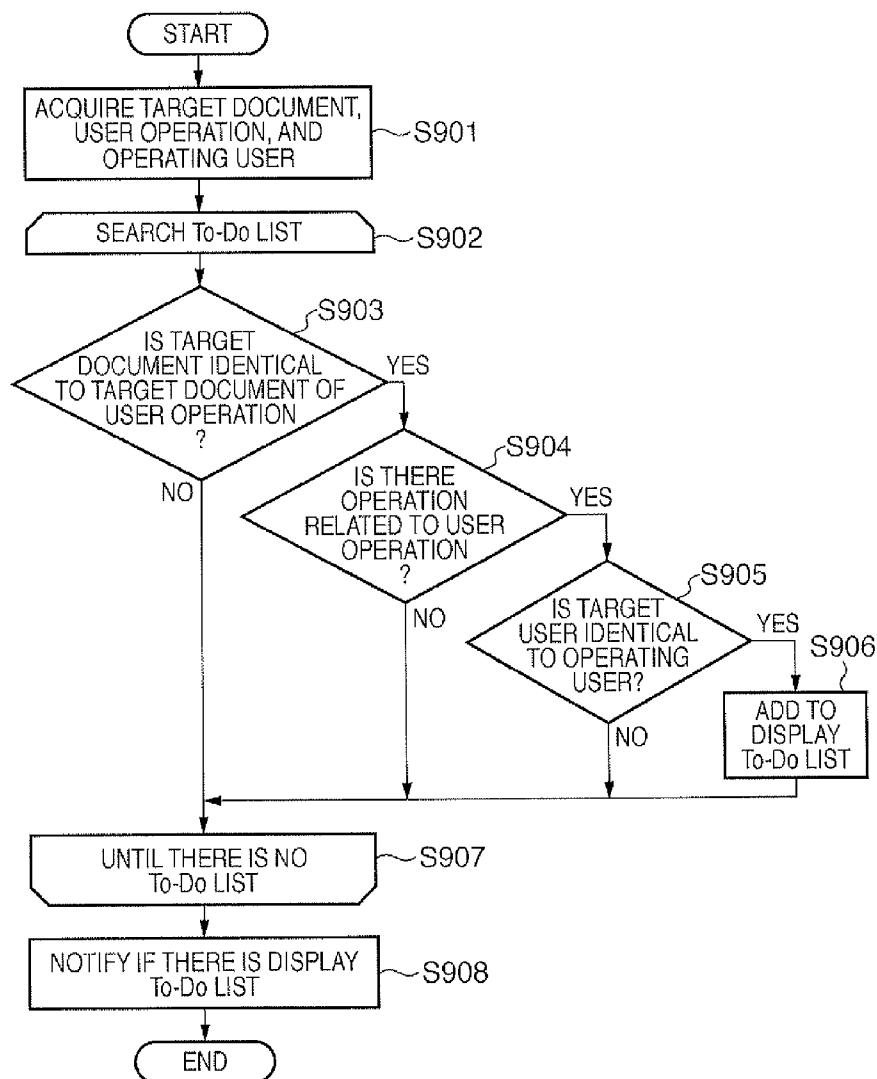 START
ACQUIRE TARGET DOCUMENT,
USER OPERATION, AND
OPERATING USER
S901
SEARCH To-Do LIST
S902
S903
IS TARGET
DOCUMENT IDENTICAL
TO TARGET DOCUMENT OF
USER OPERATION
?
YES
NO
S904
IS THERE
OPERATION
RELATED TO USER
OPERATION
?
YES
NO
S905
IS TARGET
USER IDENTICAL
TO OPERATING
USER?
YES
NO
S906
ADD TO
DISPLAY
To-Do LIST
UNTIL THERE IS NO
To-Do LIST
S907
NOTIFY IF THERE IS DISPLAY
To-Do LIST
S908
END